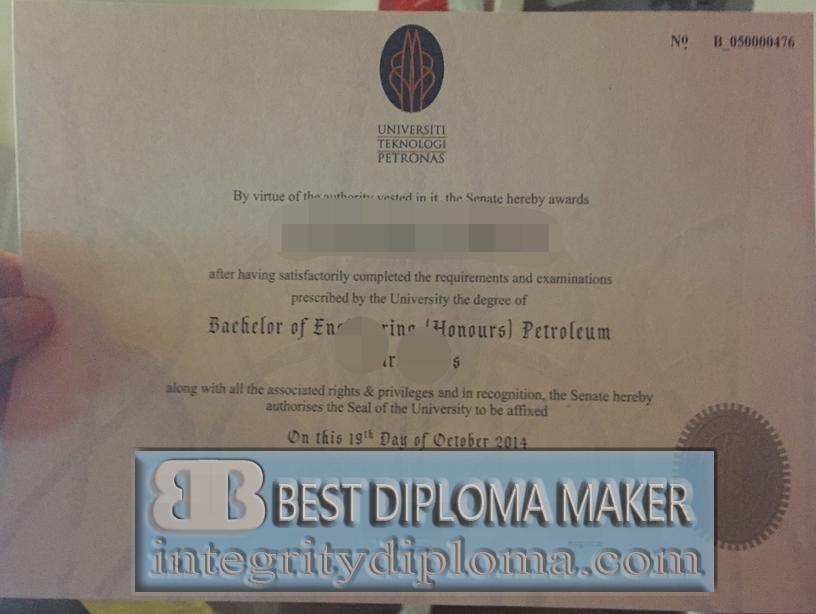 Nº B_050000476
UNIVERSITI
TEKNOLOGI
PETRONAS
By virtue of the authority vested in it, the Senate hereby awards
after having satisfactorily completed the requirements and examinations
prescribed by the University the degree of
Bachelor of (Honours) Petroleum
along with all the associated rights & privileges and in recognition, the Senate hereby
authorises the Seal of the University to be affixed
On this 19th Day of October 2014
BB BEST DIPLOMA MAKER
integritydiploma.com